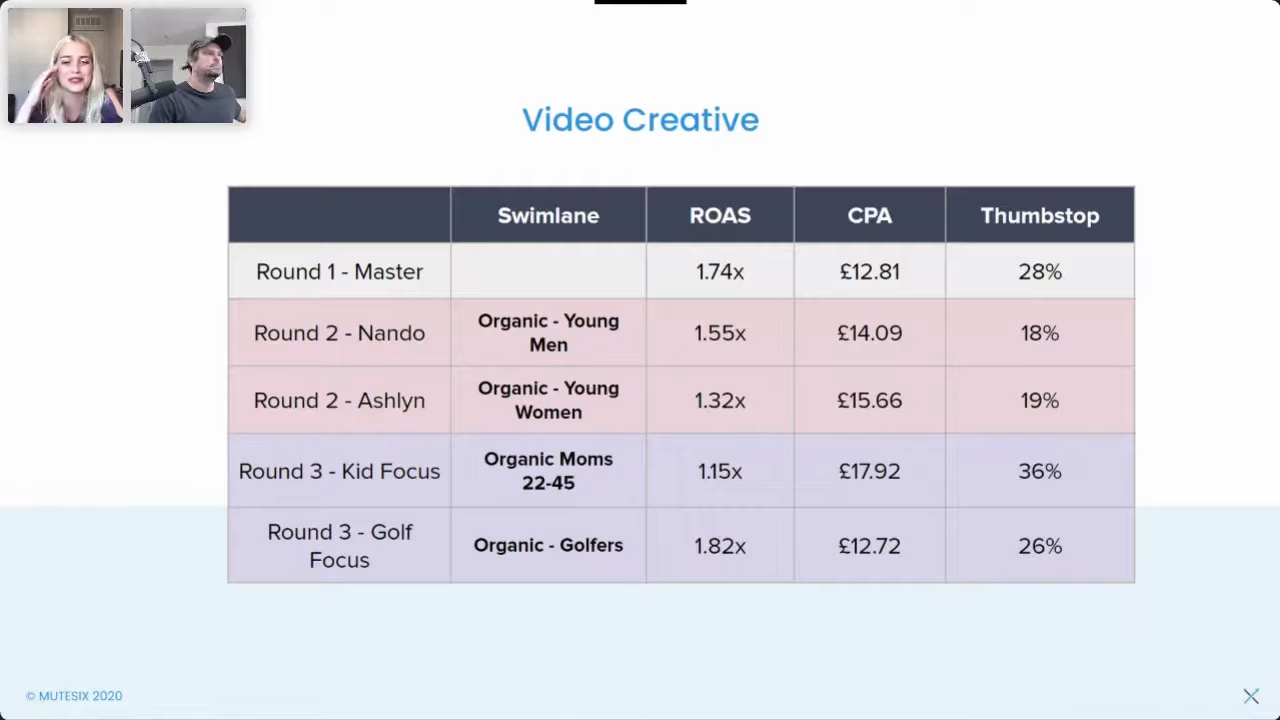 Video Creative
Swimlane ROAS CPA Thumbstop
Round 1 - Master 1.74x £12.81 28%
Round 2 - Nando Organic - Young
Men 1.55x £14.09 18%
Round 2 - Ashlyn Organic - Young
Women 1.32x £15.66 19%
Round 3 - Kid Focus Organic Moms
22-45 1.15x £17.92 36%
Round 3 - Golf
Focus Organic - Golfers 1.82x £12.72 26%
© MUTESIX 2020